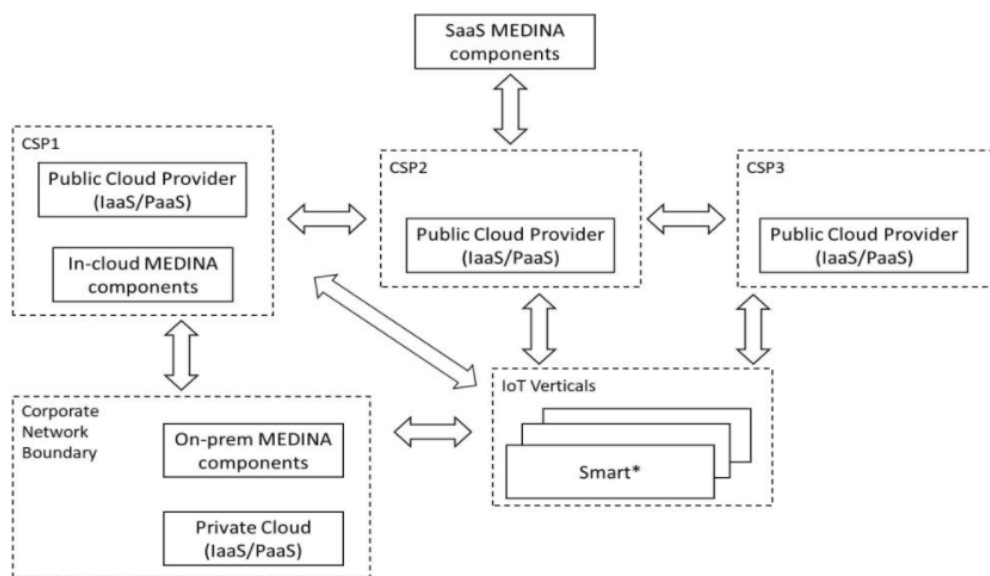 SaaS MEDINA
components
CSP1
Public Cloud Provider
(IaaS/PaaS)
In-cloud MEDINA
components
CSP2
Public Cloud Provider
(IaaS/PaaS)
CSP3
Public Cloud Provider
(IaaS/PaaS)
Corporate
Network
Boundary
On-prem MEDINA
components
Private Cloud
(IaaS/PaaS)
IoT Verticals
Smart*